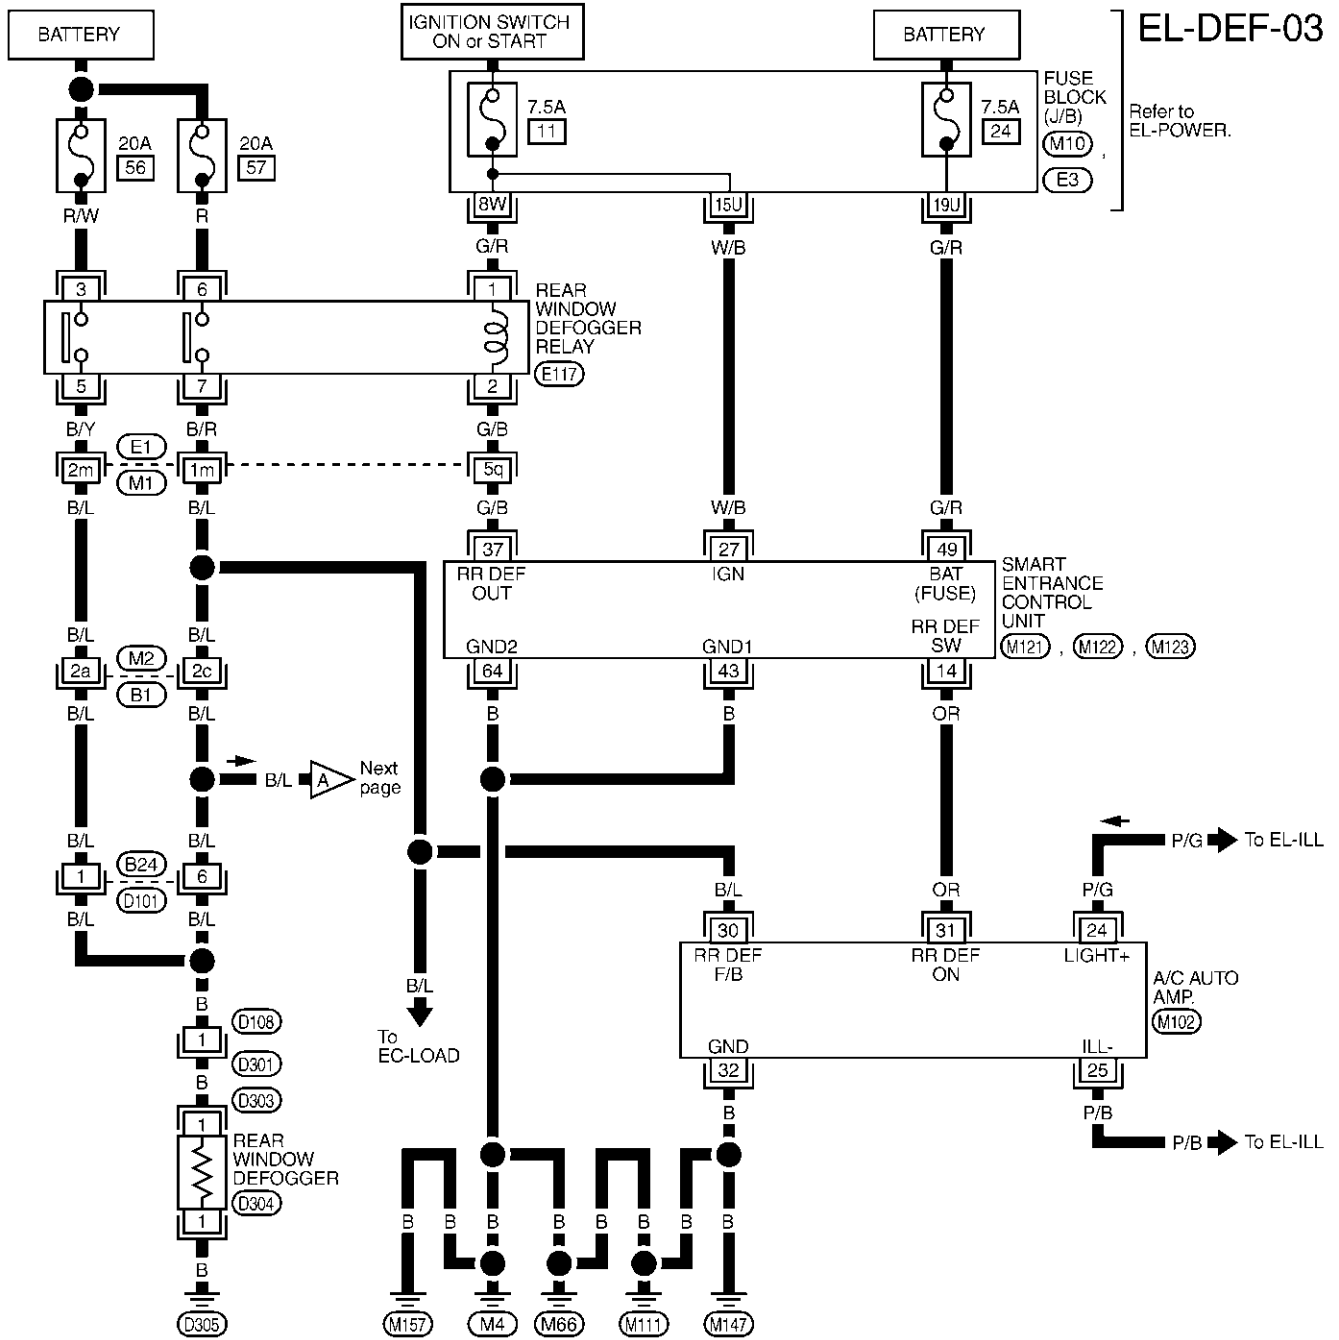 EL-DEF-03
BATTERY
IGNITION SWITCH
ON or START
BATTERY
FUSE
BLOCK
(J/B)
M10 ,
E3
Refer to
EL-POWER.
20A
56
20A
57
7.5A
11
7.5A
24
R/W
R
8W
15U
19U
G/R
W/B
G/R
3
6
1
REAR
WINDOW
DEFOGGER
RELAY
E117
5
7
2
B/Y
B/R
G/B
E1
2m
1m
5q
M1
B/L
B/L
G/B
W/B
G/R
37
27
49
RR DEF
OUT
IGN
BAT
(FUSE)
SMART
ENTRANCE
CONTROL
UNIT
M121 , M122 , M123
GND2
GND1
RR DEF
SW
64
43
14
B/L
B/L
M2
2a
2c
B1
B/L
B/L
B
B
OR
B/L
A
Next
page
B/L
B/L
B24
1
6
D101
B/L
B/L
P/G
To EL-ILL
B/L
OR
P/G
30
31
24
RR DEF
F/B
RR DEF
ON
LIGHT+
A/C AUTO
AMP.
M102
GND
ILL-
32
25
B
P/B
P/B
To EL-ILL
B/L
To
EC-LOAD
B
D108
1
D301
B
D303
1
REAR
WINDOW
DEFOGGER
D304
1
B
D305
B
B
B
B
B
B
B
B
M157
M4
M66
M111
M147